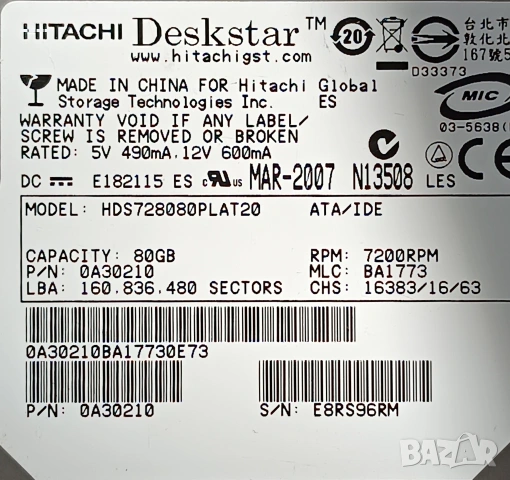 HITACHI Deskstar™
www.hitachigst.com
20
台北市
敦化北
167號5
D33373
MADE IN CHINA FOR Hitachi Global
Storage Technologies Inc. ES
MIC
03-5638(
WARRANTY VOID IF ANY LABEL/
SCREW IS REMOVED OR BROKEN
RATED: 5V 490mA,12V 600mA
DC E182115 ES c UR us MAR-2007 N13508 LES CE
MODEL: HDS728080PLAT20 ATA/IDE
CAPACITY: 80GB RPM: 7200RPM
P/N: 0A30210 MLC: BA1773
LBA: 160.836.480 SECTORS CHS: 16383/16/63
0A30210BA17730E73
P/N: 0A30210 S/N: E8RS96RM
BAZAR